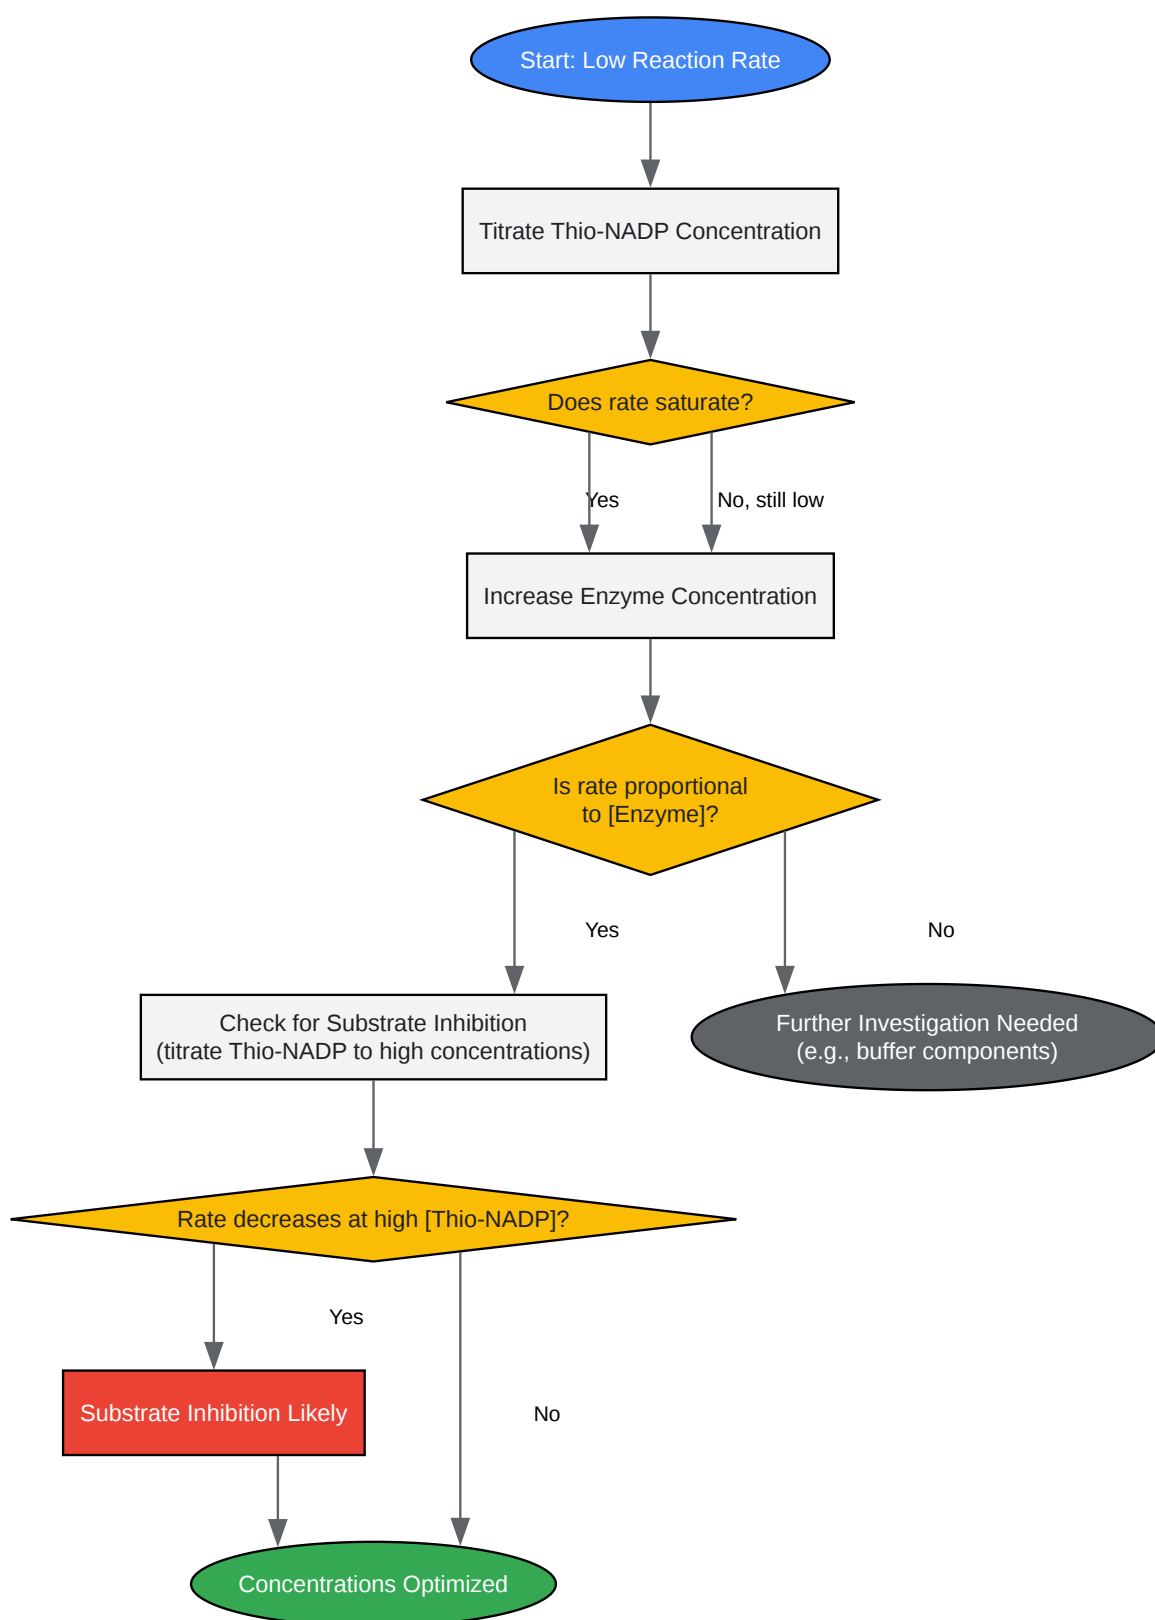 Start: Low Reaction Rate
Titrate Thio-NADP Concentration
Does rate saturate?
Yes
No, still low
Increase Enzyme Concentration
Is rate proportional
to [Enzyme]?
Yes
No
Check for Substrate Inhibition
(titrate Thio-NADP to high concentrations)
Further Investigation Needed
(e.g., buffer components)
Rate decreases at high [Thio-NADP]?
Yes
Substrate Inhibition Likely
No
Concentrations Optimized